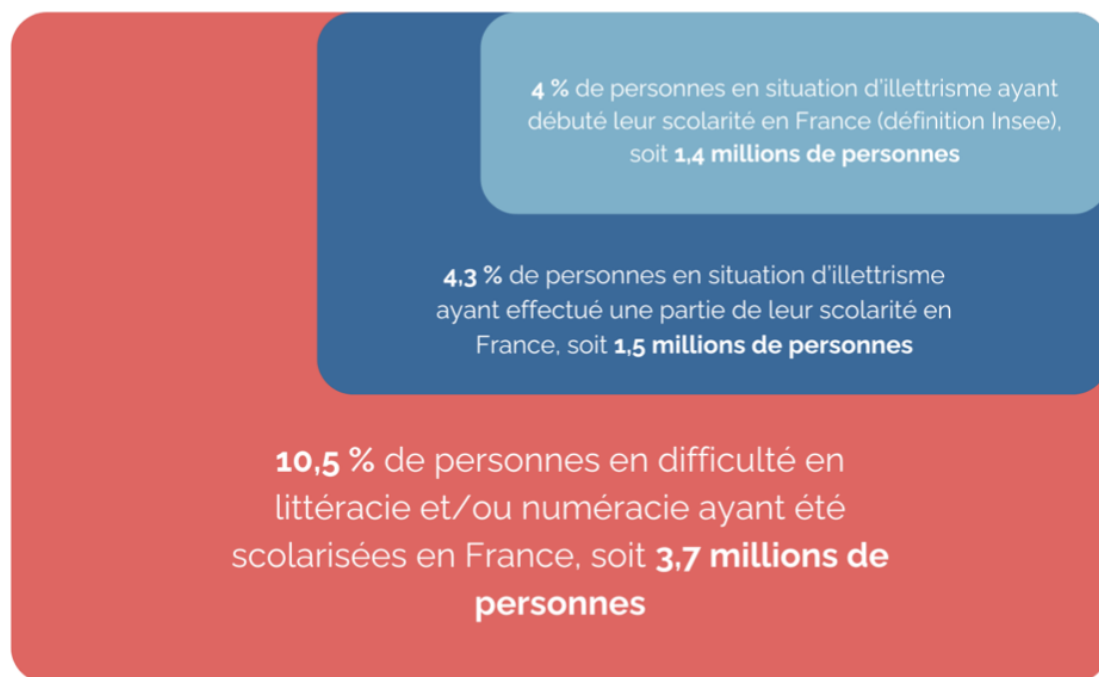 4 % de personnes en situation d'illettrisme ayant
débuté leur scolarité en France (définition Insee),
soit 1,4 millions de personnes
4,3 % de personnes en situation d'illettrisme
ayant effectué une partie de leur scolarité en
France, soit 1,5 millions de personnes
10,5 % de personnes en difficulté en
littéracie et/ou numéracie ayant été
scolarisées en France, soit 3,7 millions de
personnes